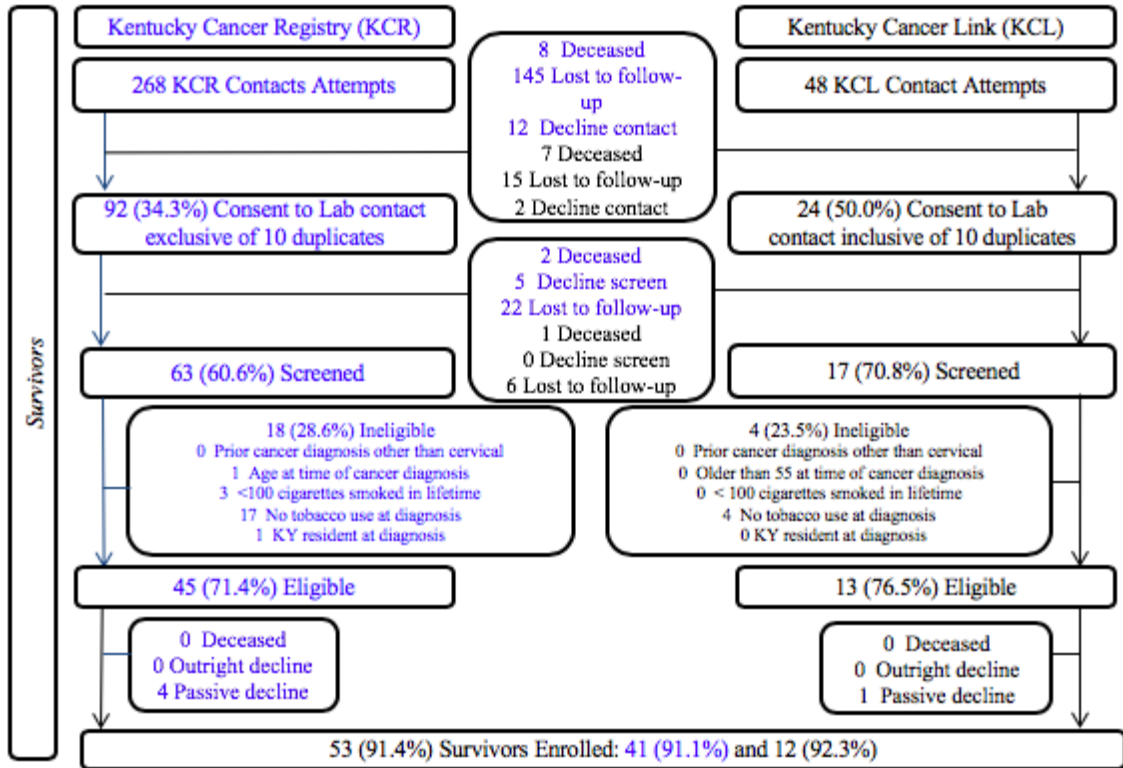 Survivors
Kentucky Cancer Registry (KCR)
Kentucky Cancer Link (KCL)
268 KCR Contacts Attempts
48 KCL Contact Attempts
8 Deceased
145 Lost to follow-
up
12 Decline contact
7 Deceased
15 Lost to follow-up
2 Decline contact
92 (34.3%) Consent to Lab contact
exclusive of 10 duplicates
24 (50.0%) Consent to Lab
contact inclusive of 10 duplicates
2 Deceased
5 Decline screen
22 Lost to follow-up
1 Deceased
0 Decline screen
6 Lost to follow-up
63 (60.6%) Screened
17 (70.8%) Screened
18 (28.6%) Ineligible
0 Prior cancer diagnosis other than cervical
1 Age at time of cancer diagnosis
3 <100 cigarettes smoked in lifetime
17 No tobacco use at diagnosis
1 KY resident at diagnosis
4 (23.5%) Ineligible
0 Prior cancer diagnosis other than cervical
0 Older than 55 at time of cancer diagnosis
0 < 100 cigarettes smoked in lifetime
4 No tobacco use at diagnosis
0 KY resident at diagnosis
45 (71.4%) Eligible
13 (76.5%) Eligible
0 Deceased
0 Outright decline
4 Passive decline
0 Deceased
0 Outright decline
1 Passive decline
53 (91.4%) Survivors Enrolled: 41 (91.1%) and 12 (92.3%)